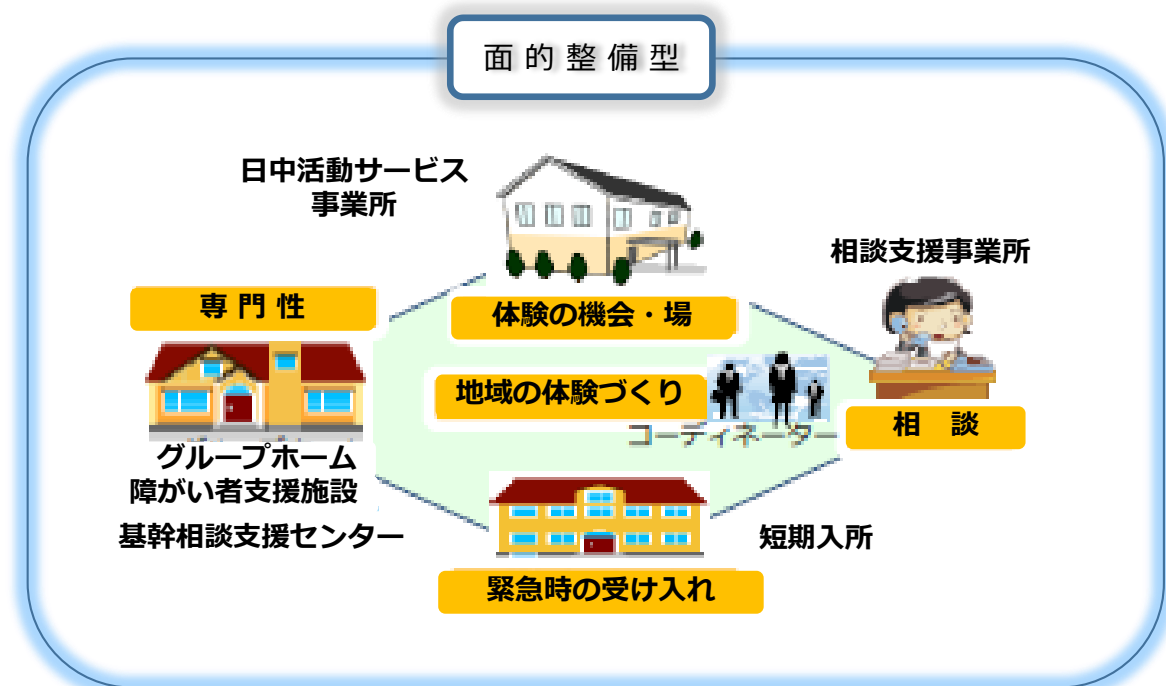 面的整備型
日中活動サービス
事業所
相談支援事業所
専門性
体験の機会・場
地域の体験づくり
コーディネーター
相　談
グループホーム
障がい者支援施設
基幹相談支援センター
短期入所
緊急時の受け入れ